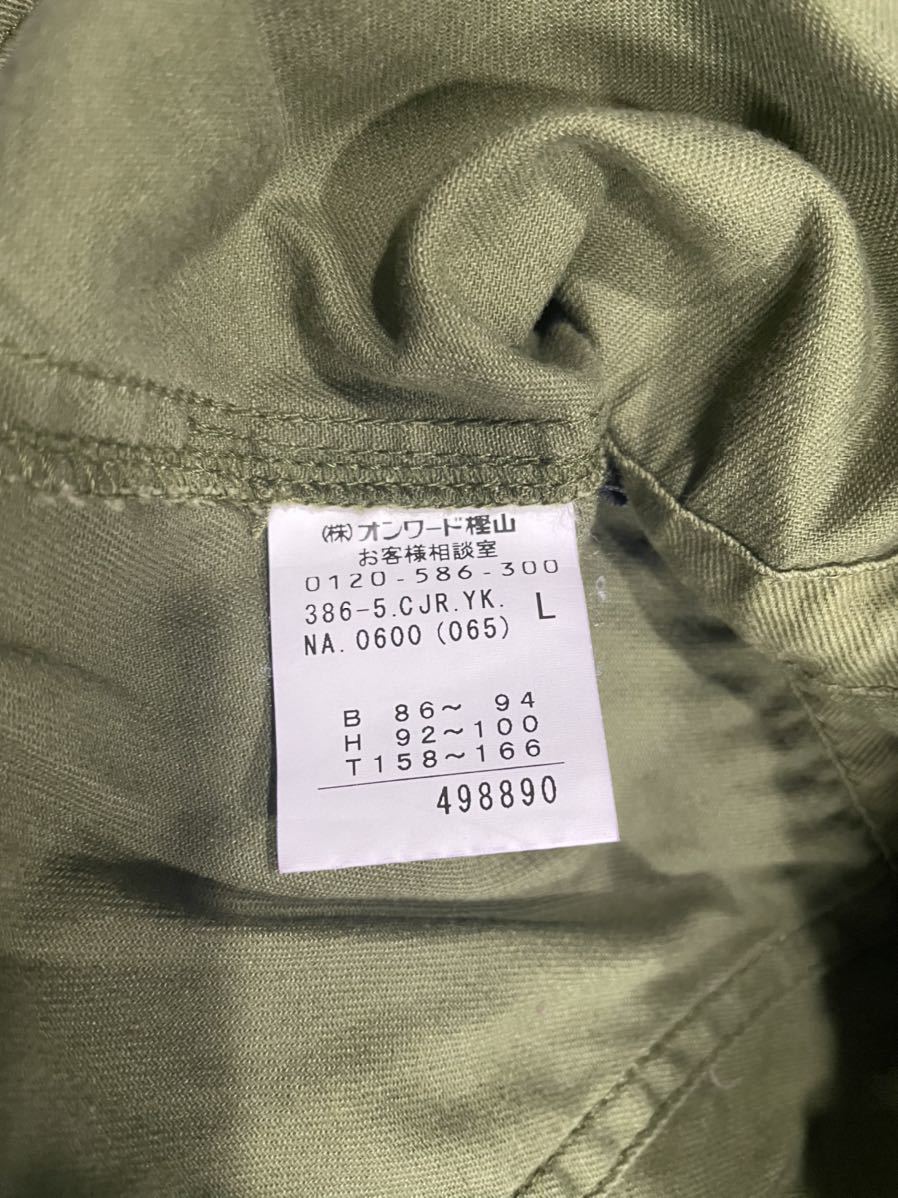 (株)オンワード樫山
お客様相談室
0120-586-300
386-5.CJR.YK. L
NA.0600(065)
B 86～ 94
H 92～100
T158～166
498890